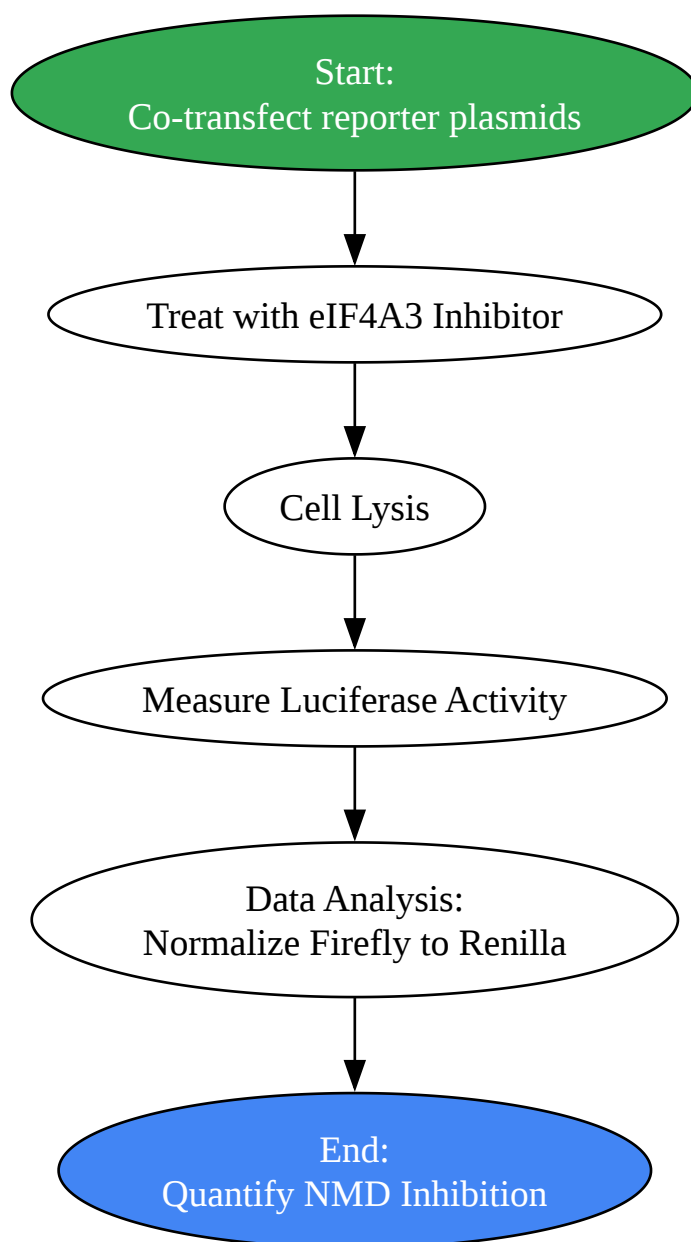 Start:
Co-transfect reporter plasmids
Treat with eIF4A3 Inhibitor
Cell Lysis
Measure Luciferase Activity
Data Analysis:
Normalize Firefly to Renilla
End:
Quantify NMD Inhibition